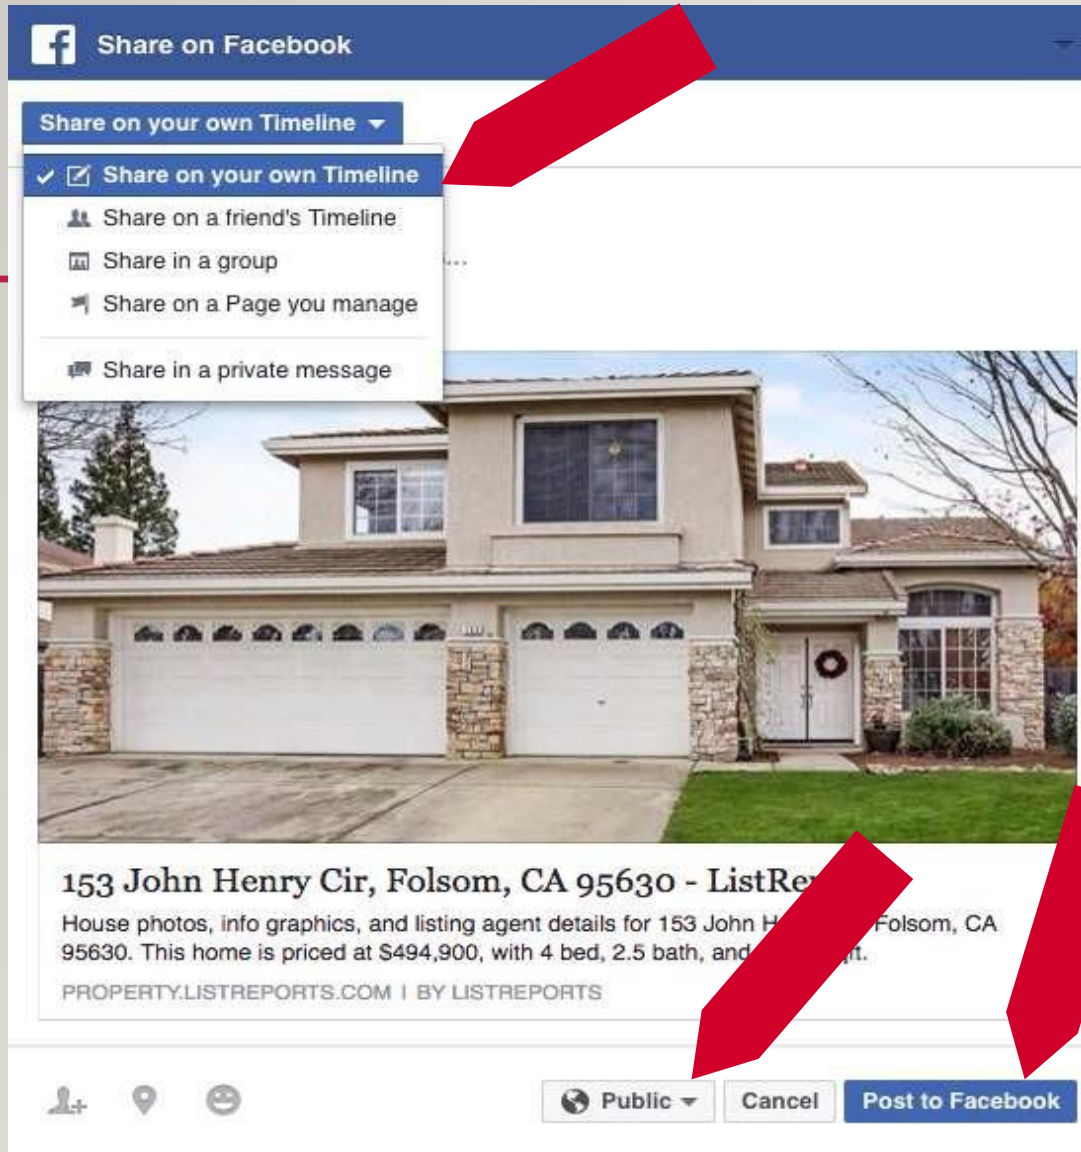 f Share on Facebook
Share on your own Timeline
Share on your own Timeline
Share on a friend's Timeline
Share in a group
...
Share on a Page you manage
Share in a private message
153 John Henry Cir, Folsom, CA 95630 -
House photos, info graphics, and listing agent details for 153 John Folsom, CA
95630. This home is priced at $494,900, with 4 bed, 2.5 bath, and
PROPERTY.LISTREPORTS.COM | BY LISTREPORTS
Public Cancel Post to Facebook